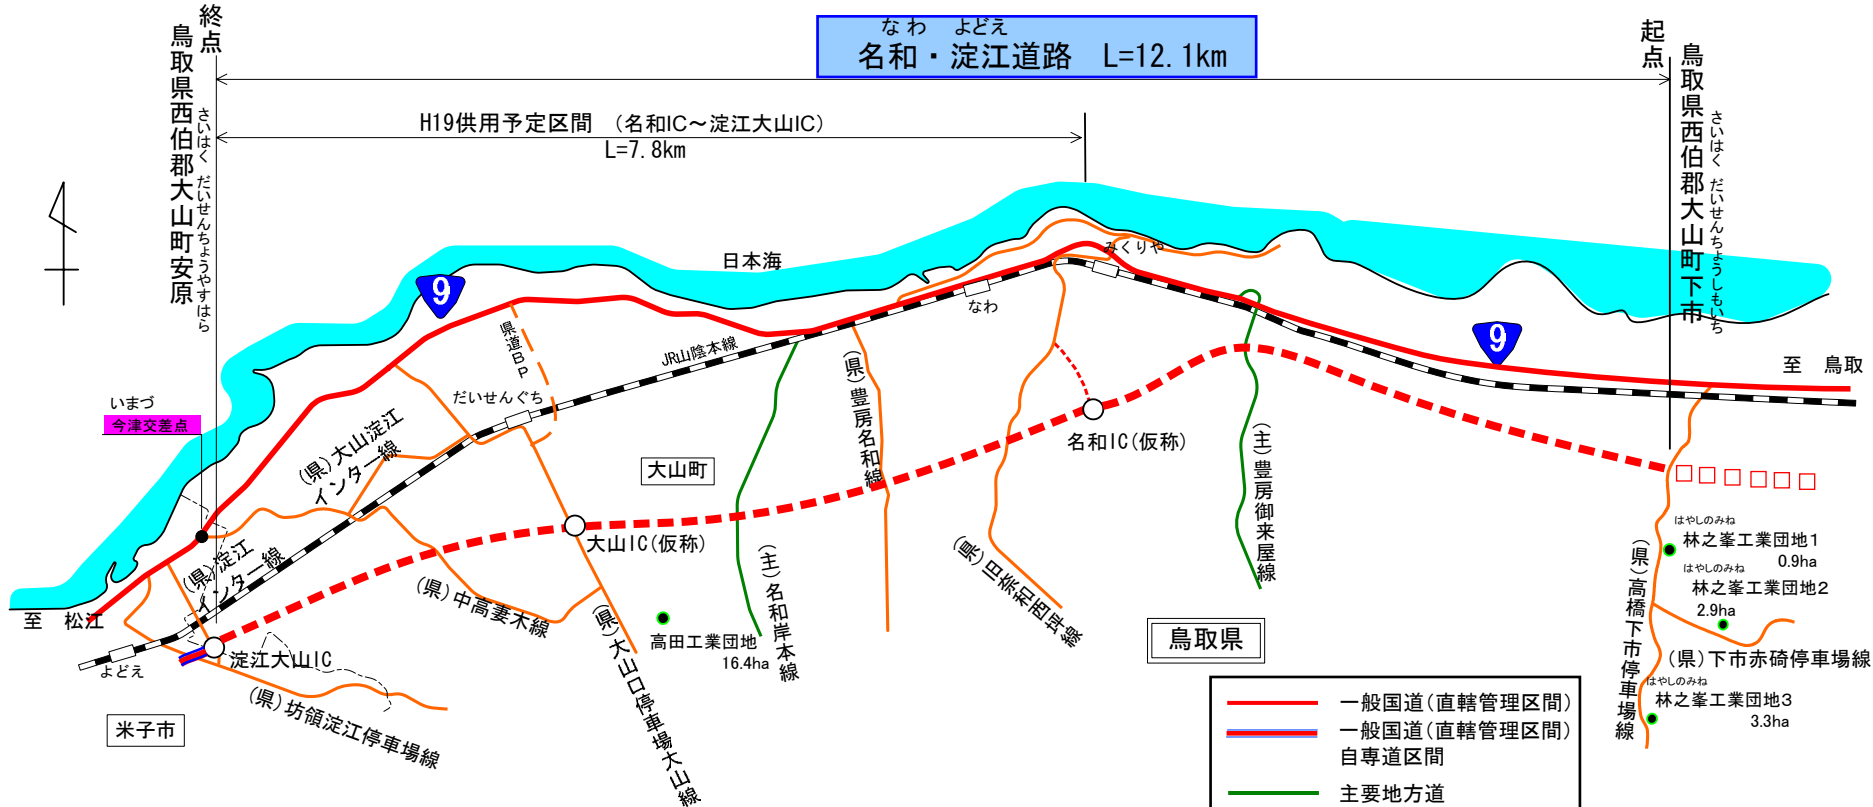 なわ よどえ
名和・淀江道路 L=12.1km
終点
鳥取県西伯郡大山町安原
さいはく だいせんちょうやすはら
起点
鳥取県西伯郡大山町下市
さいはく だいせんちょうしもいち
H19供用予定区間 (名和IC～淀江大山IC)
L=7.8km
日本海
9
9
みくりや
なわ
県道BP
JR山陰本線
だいせんぐち
いまづ
今津交差点
至 鳥取
(県)大山淀江インター線
(県)豊房名和線
大山町
名和IC(仮称)
(主)豊房御来屋線
大山IC(仮称)
(主)名和岸本線
(県)旧奈和西坪線
(県)淀江インター線
(県)中高妻木線
(県)大山口停車場大山線
高田工業団地
16.4ha
至 松江
よどえ
淀江大山IC
(県)坊領淀江停車場線
米子市
鳥取県
(県)高橋下市停車場線
はやしのみね
林之峯工業団地1
0.9ha
はやしのみね
林之峯工業団地2
2.9ha
(県)下市赤碕停車場線
はやしのみね
林之峯工業団地3
3.3ha
一般国道(直轄管理区間)
一般国道(直轄管理区間)
自専道区間
主要地方道